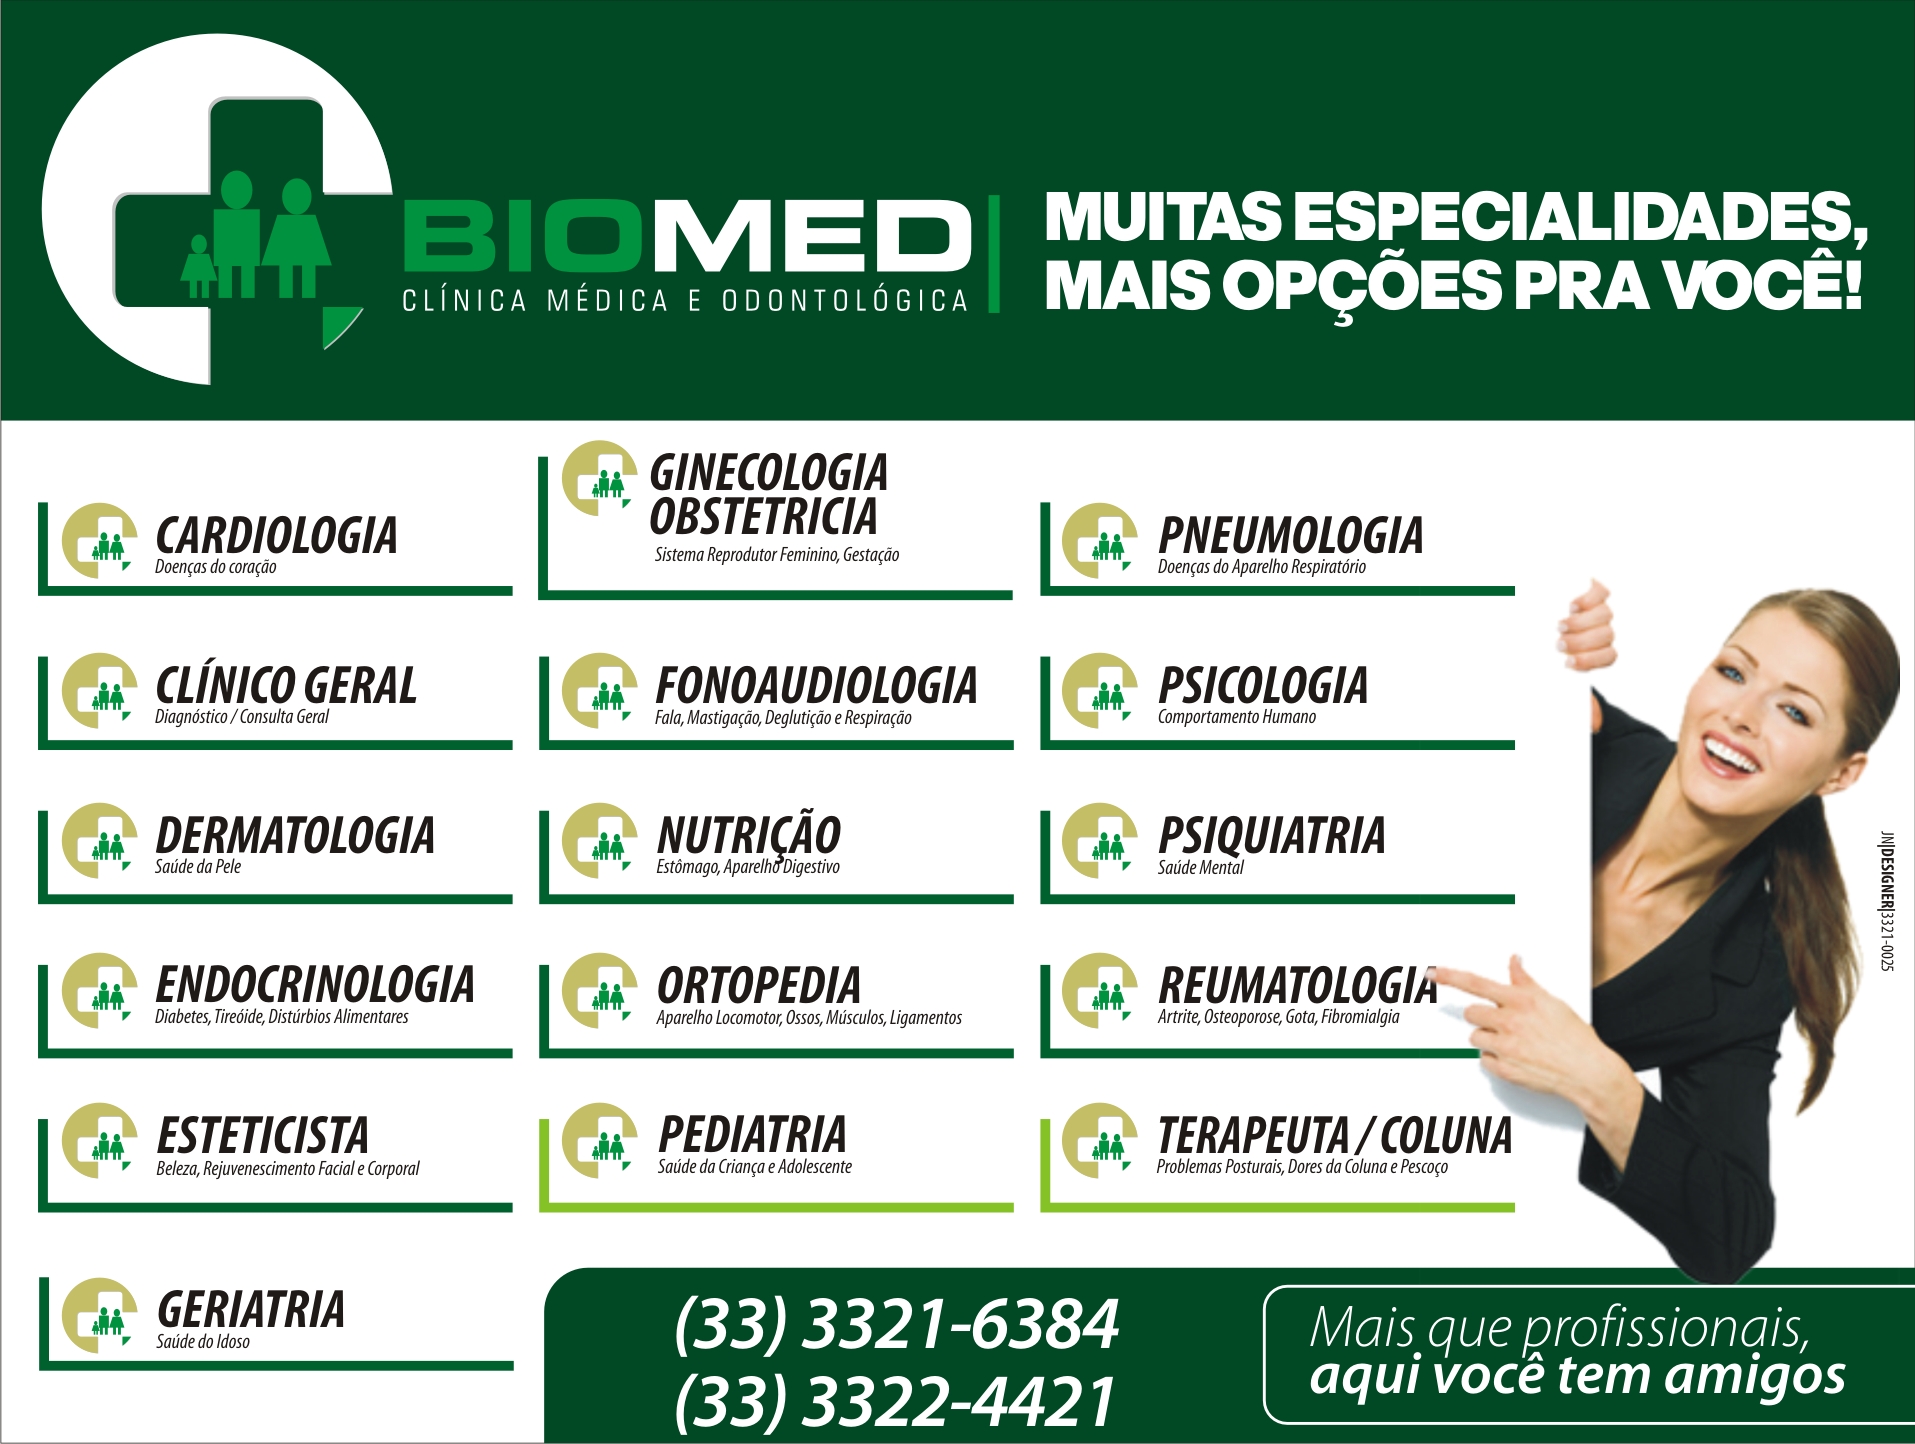 BIOMED
CLÍNICA MÉDICA E ODONTOLÓGICA
MUITAS ESPECIALIDADES,
MAIS OPÇÕES PRA VOCÊ!
CARDIOLOGIA
Doenças do coração
CLÍNICO GERAL
Diagnóstico / Consulta Geral
DERMATOLOGIA
Saúde da Pele
ENDOCRINOLOGIA
Diabetes, Tireóide, Distúrbios Alimentares
ESTETICISTA
Beleza, Rejuvenescimento Facial e Corporal
GERIATRIA
Saúde do Idoso
GINECOLOGIA
OBSTETRICIA
Sistema Reprodutor Feminino, Gestação
FONOAUDIOLOGIA
Fala, Mastigação, Deglutição e Respiração
NUTRIÇÃO
Estômago, Aparelho Digestivo
ORTOPEDIA
Aparelho Locomotor, Ossos, Músculos, Ligamentos
PEDIATRIA
Saúde da Criança e Adolescente
PNEUMOLOGIA
Doenças do Aparelho Respiratório
PSICOLOGIA
Comportamento Humano
PSIQUIATRIA
Saúde Mental
REUMATOLOGIA
Artrite, Osteoporose, Gota, Fibromialgia
TERAPEUTA / COLUNA
Problemas Posturais, Dores da Coluna e Pescoço
JN|DESIGNER|3321-0025
(33) 3321-6384
(33) 3322-4421
Mais que profissionais,
aqui você tem amigos